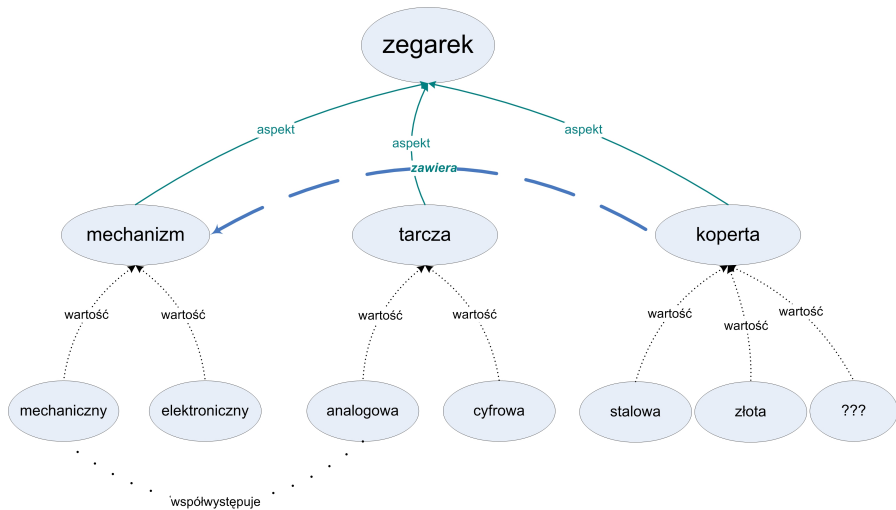 zegarek
aspekt
aspekt
aspekt
zawiera
mechanizm
tarcza
koperta
wartość
wartość
wartość
wartość
wartość
wartość
wartość
mechaniczny
elektroniczny
analogowa
cyfrowa
stalowa
złota
???
współwystępuje